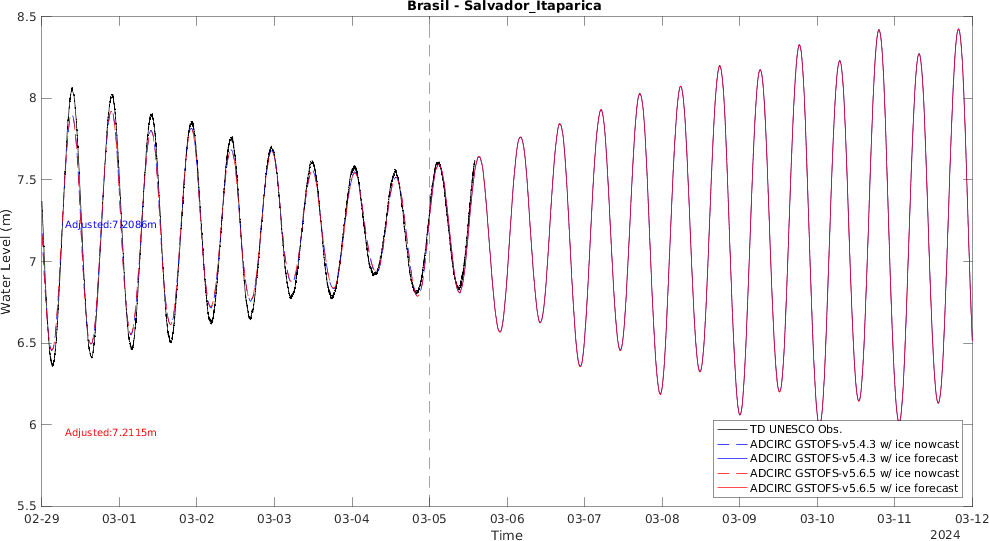 Brasil - Salvador_Itaparica
8.5
8
7.5
7
6.5
6
5.5
Water Level (m)
Adjusted:7.2086m
Adjusted:7.2115m
TD UNESCO Obs.
ADCIRC GSTOFS-v5.4.3 w/ ice nowcast
ADCIRC GSTOFS-v5.4.3 w/ ice forecast
ADCIRC GSTOFS-v5.6.5 w/ ice nowcast
ADCIRC GSTOFS-v5.6.5 w/ ice forecast
02-29 03-01 03-02 03-03 03-04 03-05 03-06 03-07 03-08 03-09 03-10 03-11 03-12
Time
2024